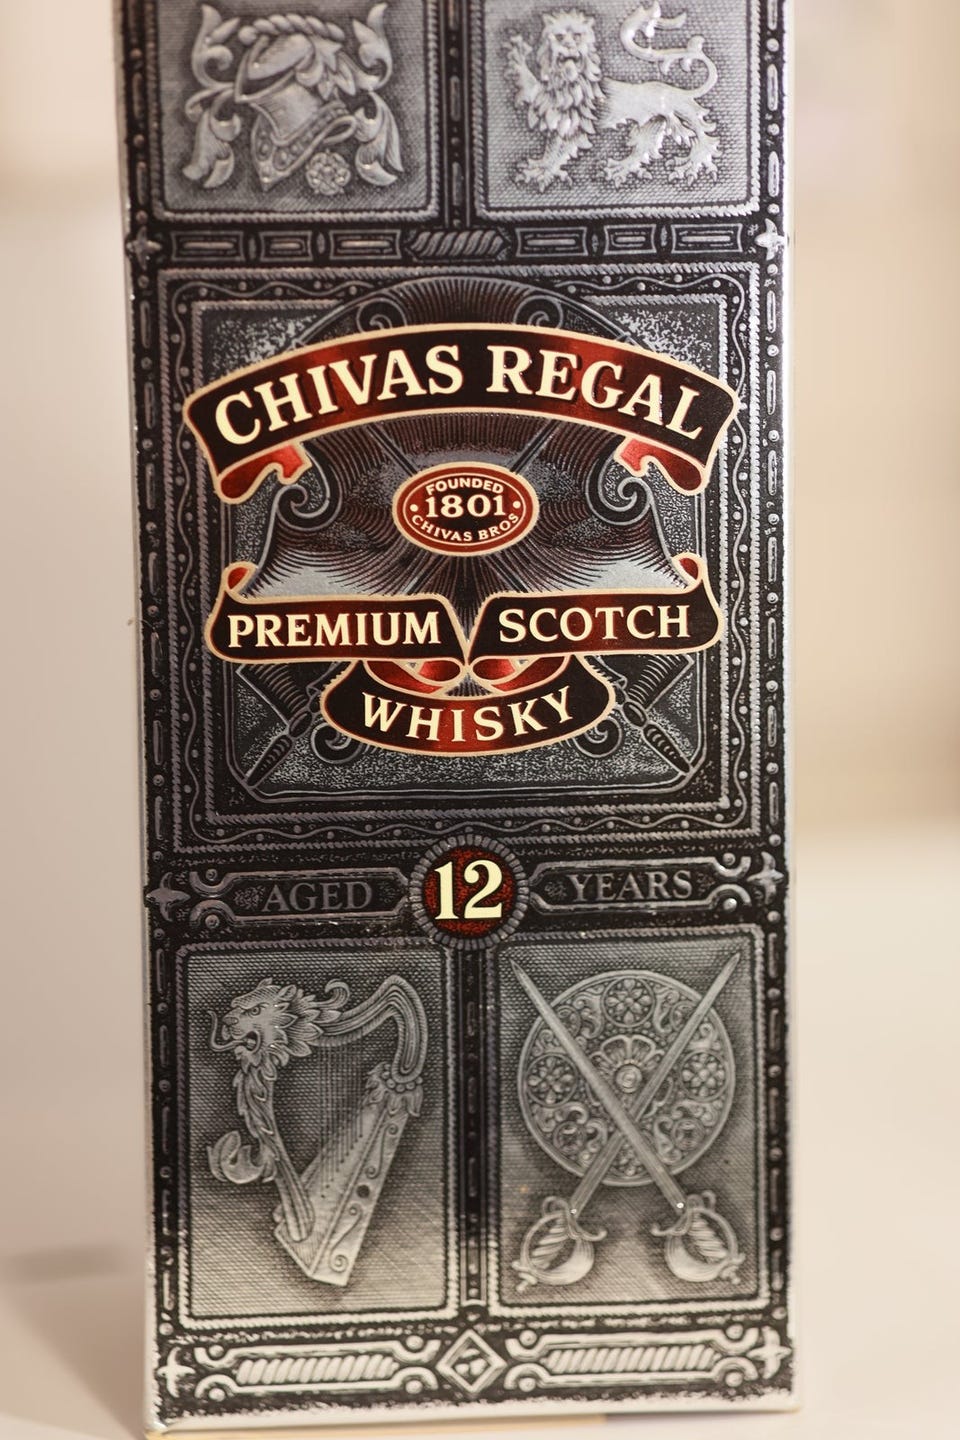 CHIVAS REGAL
FOUNDED
1801
CHIVAS BROS
PREMIUM SCOTCH
WHISKY
AGED 12 YEARS